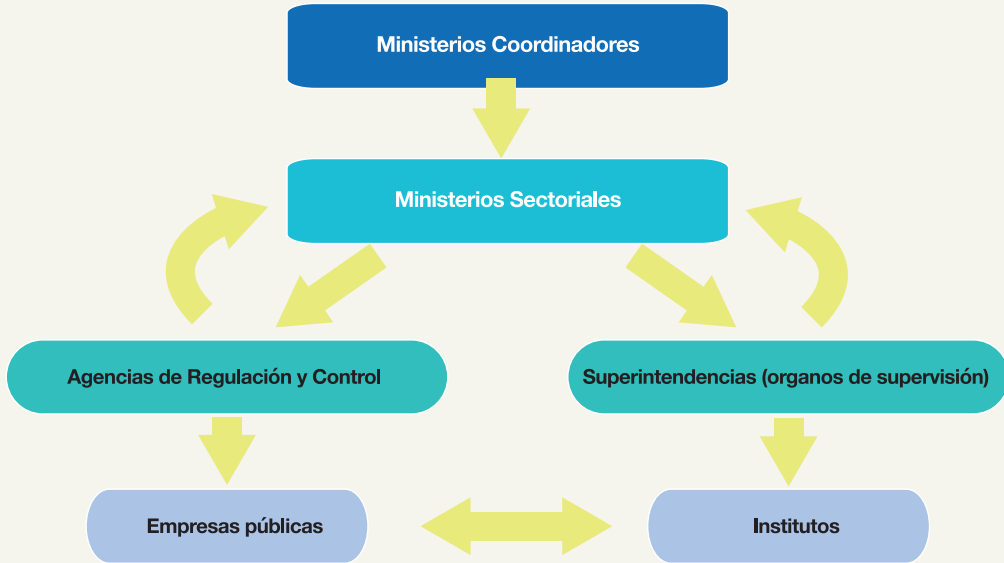 Ministerios Coordinadores
Ministerios Sectoriales
Agencias de Regulación y Control
Superintendencias (organos de supervisión)
Empresas públicas
Institutos